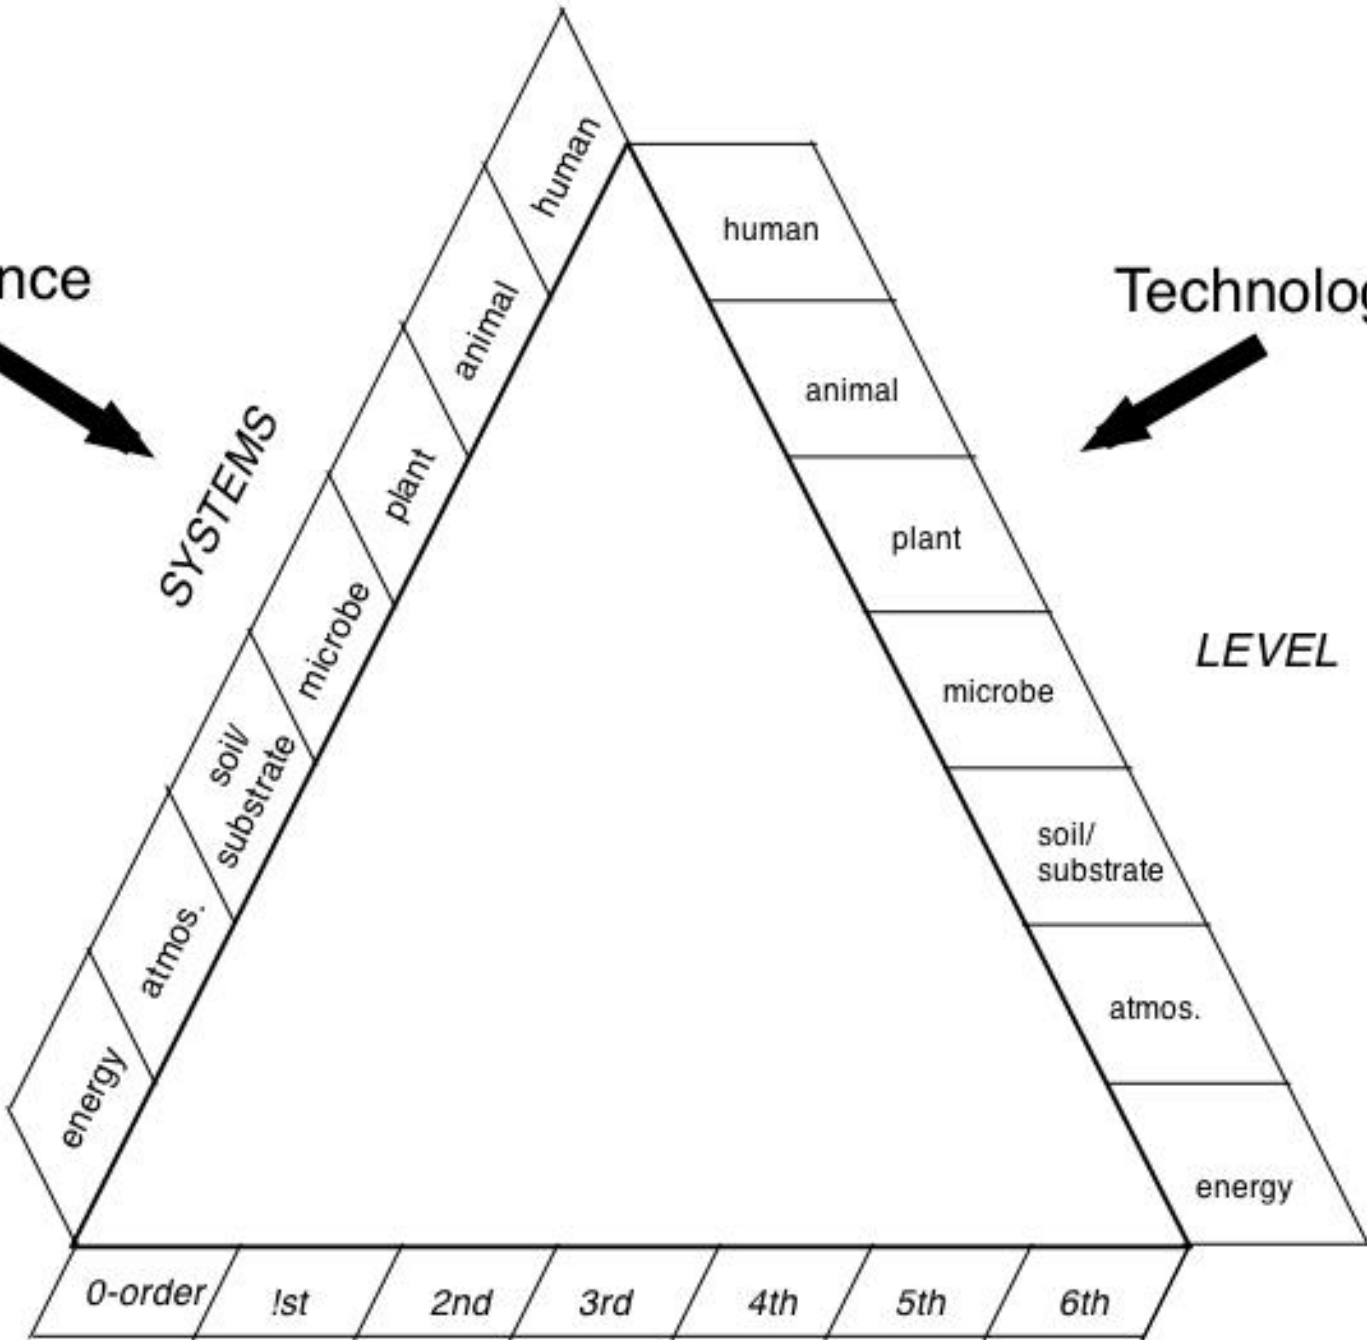 human
human
nce
Technolog
animal
animal
SYSTEMS
plant
plant
microbe
LEVEL
microbe
soil/
substrate
soil/
substrate
atmos.
atmos.
energy
energy
0-order !st 2nd 3rd 4th 5th 6th